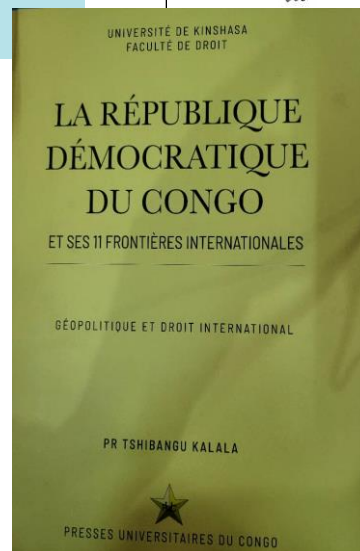 UNIVERSITÉ DE KINSHASA
FACULTÉ DE DROIT
LA RÉPUBLIQUE
DÉMOCRATIQUE
DU CONGO
ET SES 11 FRONTIÈRES INTERNATIONALES
GÉOPOLITIQUE ET DROIT INTERNATIONAL
PR TSHIBANGU KALALA
PRESSES UNIVERSITAIRES DU CONGO